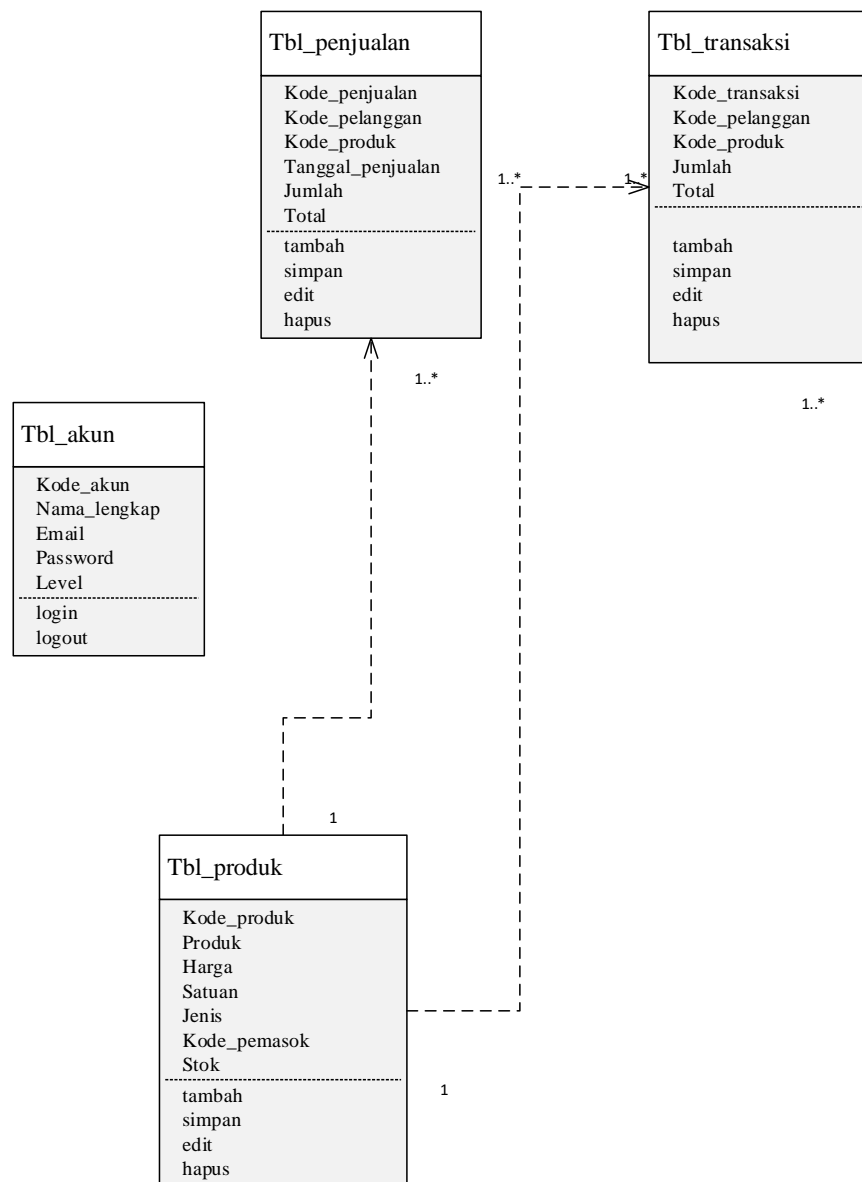 Tbl_penjualan
Kode_penjualan
Kode_pelanggan
Kode_produk
Tanggal_penjualan
Jumlah
Total
tambah
simpan
edit
hapus
1..*
Tbl_transaksi
Kode_transaksi
Kode_pelanggan
Kode_produk
Jumlah
Total
tambah
simpan
edit
hapus
1..*
1..*
1..*
Tbl_akun
Kode_akun
Nama_lengkap
Email
Password
Level
login
logout
1
Tbl_produk
Kode_produk
Produk
Harga
Satuan
Jenis
Kode_pemasok
Stok
tambah
simpan
edit
hapus
1